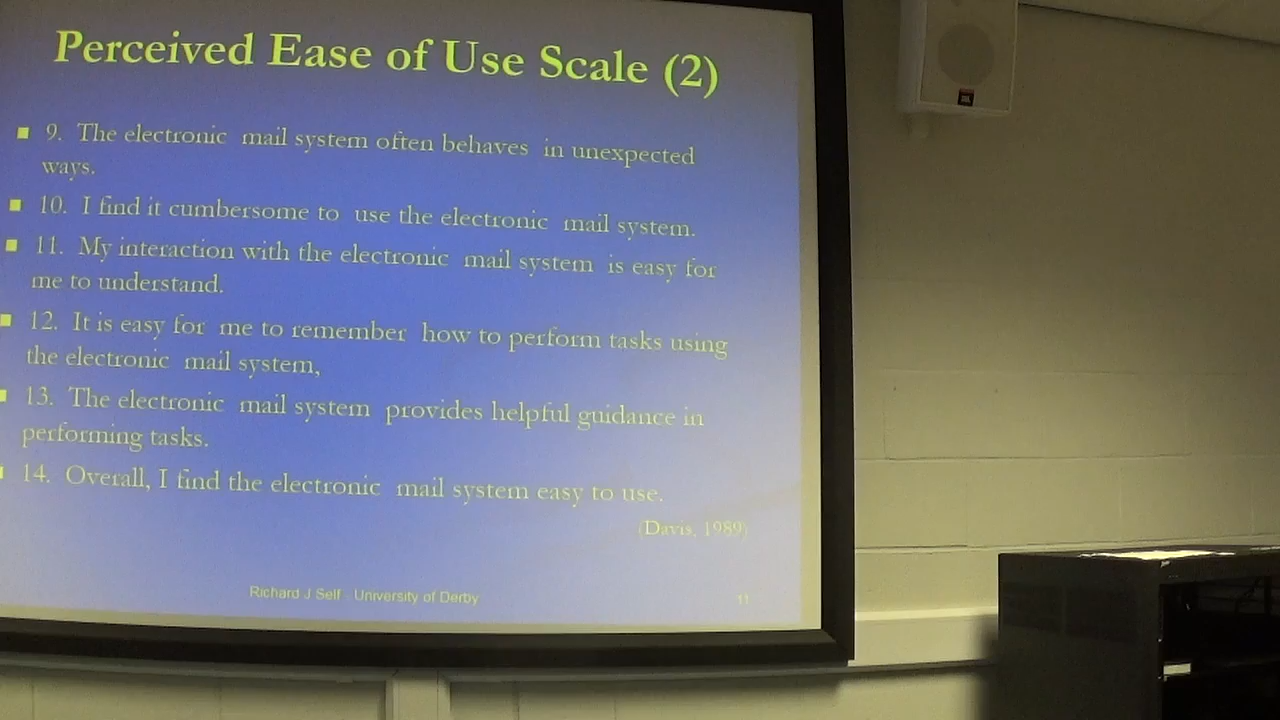 Perceived Ease of Use Scale (2)
9. The electronic mail system often behaves in unexpected
ways.
10. I find it cumbersome to use the electronic mail system.
11. My interaction with the electronic mail system is easy for
me to understand.
12. It is easy for me to remember how to perform tasks using
the electronic mail system,
13. The electronic mail system provides helpful guidance in
performing tasks.
14. Overall, I find the electronic mail system easy to use.
(Davis, 1989)
Richard J Self - University of Derby 11